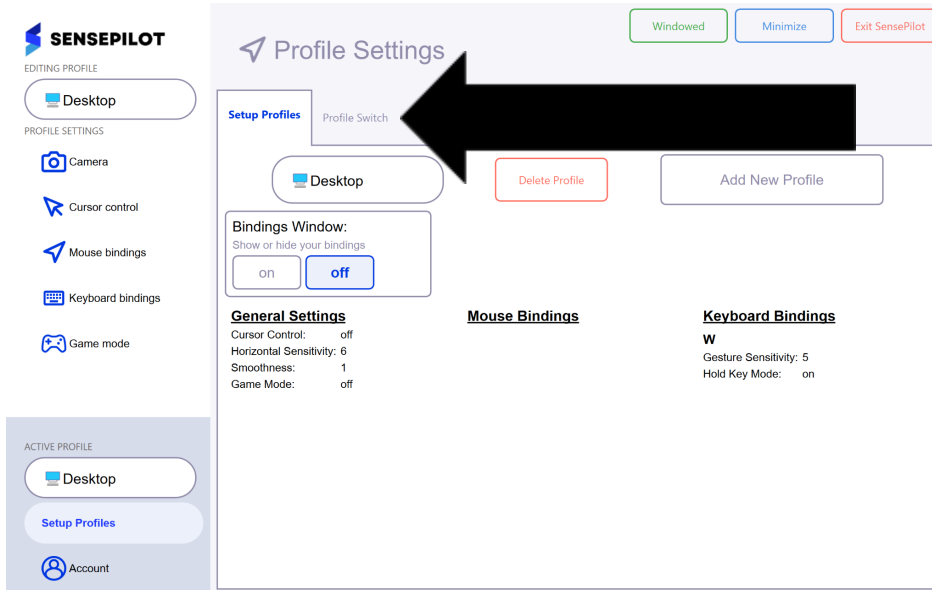 SENSEPILOT
EDITING PROFILE
Desktop
PROFILE SETTINGS
Camera
Cursor control
Mouse bindings
Keyboard bindings
Game mode
ACTIVE PROFILE
Desktop
Setup Profiles
Account
Profile Settings
Windowed
Minimize
Exit SensePilot
Setup Profiles
Profile Switch
Desktop
Delete Profile
Add New Profile
Bindings Window:
Show or hide your bindings
on
off
General Settings
Cursor Control: off
Horizontal Sensitivity: 6
Smoothness: 1
Game Mode: off
Mouse Bindings
Keyboard Bindings
W
Gesture Sensitivity: 5
Hold Key Mode: on